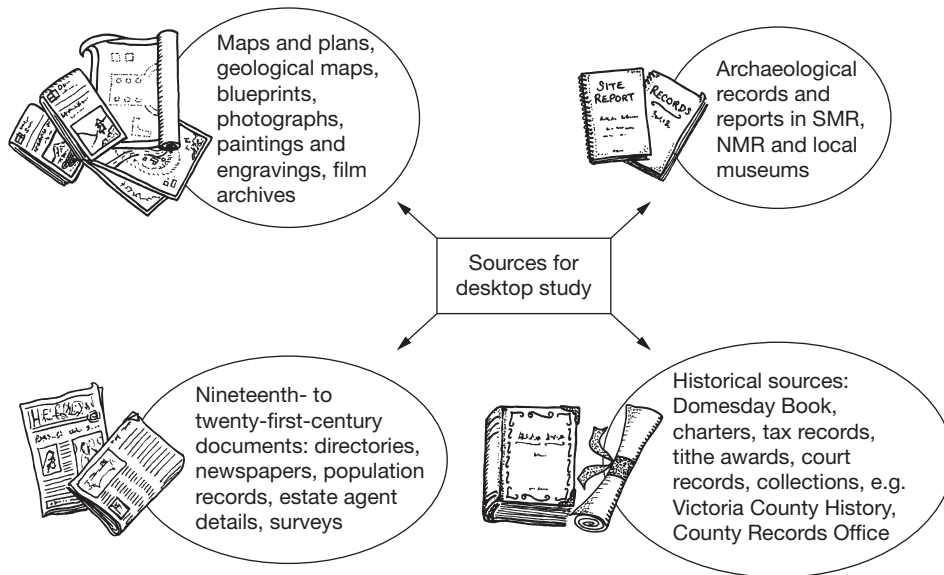 Maps and plans,
geological maps,
blueprints,
photographs,
paintings and
engravings, film
archives
SITE
REPORT
RECORDS
Archaeological
records and
reports in SMR,
NMR and local
museums
Sources for
desktop study
Nineteenth- to
twenty-first-century
documents: directories,
newspapers, population
records, estate agent
details, surveys
Historical sources:
Domesday Book,
charters, tax records,
tithe awards, court
records, collections, e.g.
Victoria County History,
County Records Office